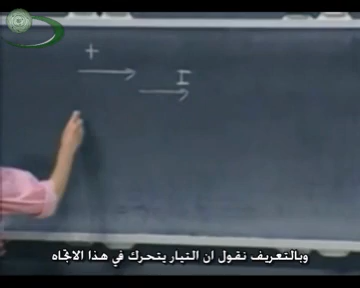 +
I
وبالتعريف نقول ان التيار يتحرك في هذا الاتجاه